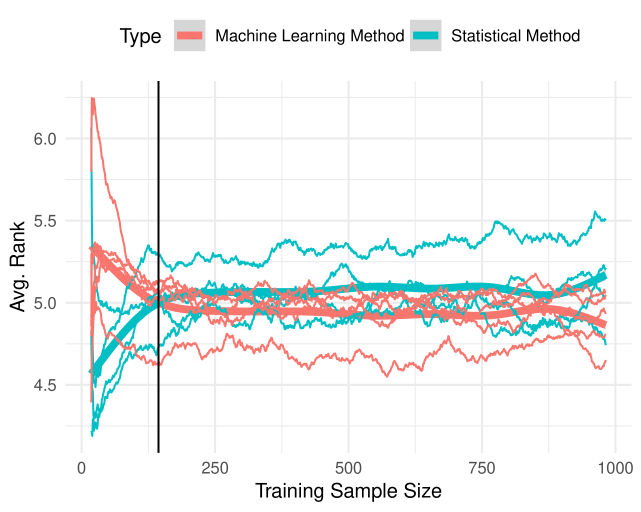 Type Machine Learning Method Statistical Method
Avg. Rank
6.0
5.5
5.0
4.5
0 250 500 750 1000
Training Sample Size